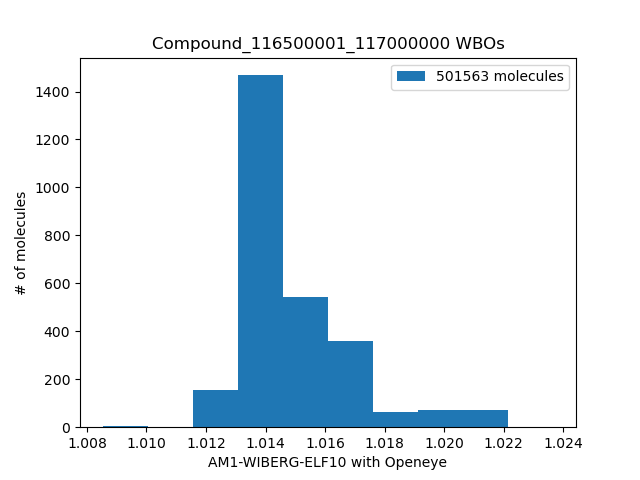 Compound_116500001_117000000 WBOs
501563 molecules
# of molecules
1400
1200
1000
800
600
400
200
0
1.008 1.010 1.012 1.014 1.016 1.018 1.020 1.022 1.024
AM1-WIBERG-ELF10 with Openeye